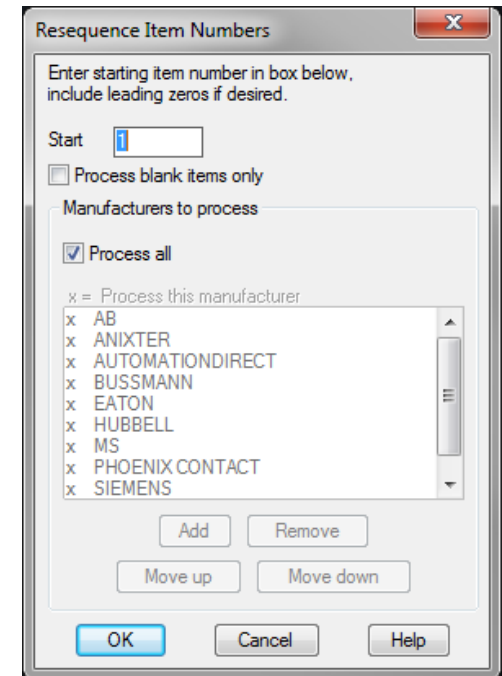 Resequence Item Numbers
Enter starting item number in box below,
include leading zeros if desired.
Start 1
Process blank items only
Manufacturers to process
Process all
x = Process this manufacturer
x AB
x ANIXTER
x AUTOMATIONDIRECT
x BUSSMANN
x EATON
x HUBBELL
x MS
x PHOENIX CONTACT
x SIEMENS
Add Remove
Move up Move down
OK Cancel Help